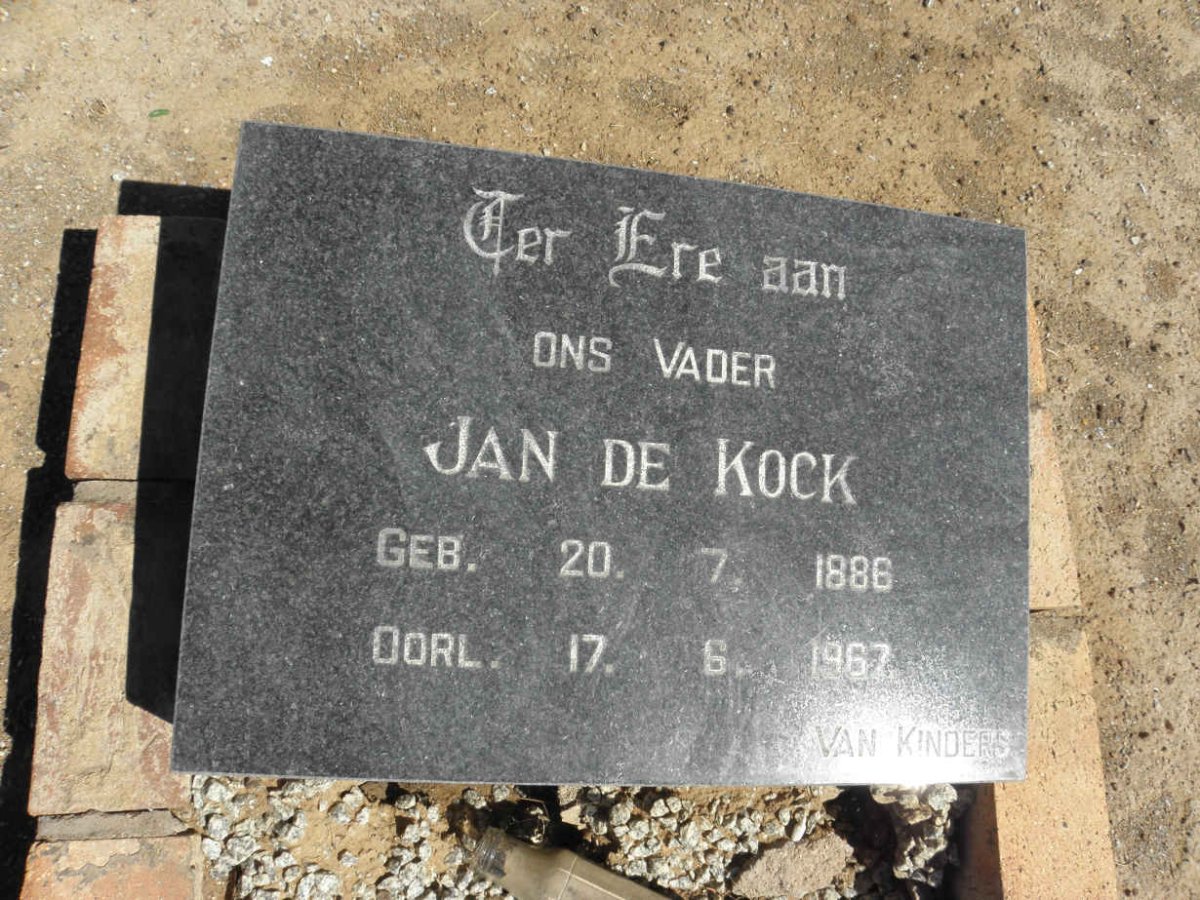 Ter Ere aan
ONS VADER
JAN DE KOCK
GEB. 20. 7. 1886
OORL. 17. 6. 1967.
VAN KINDERS